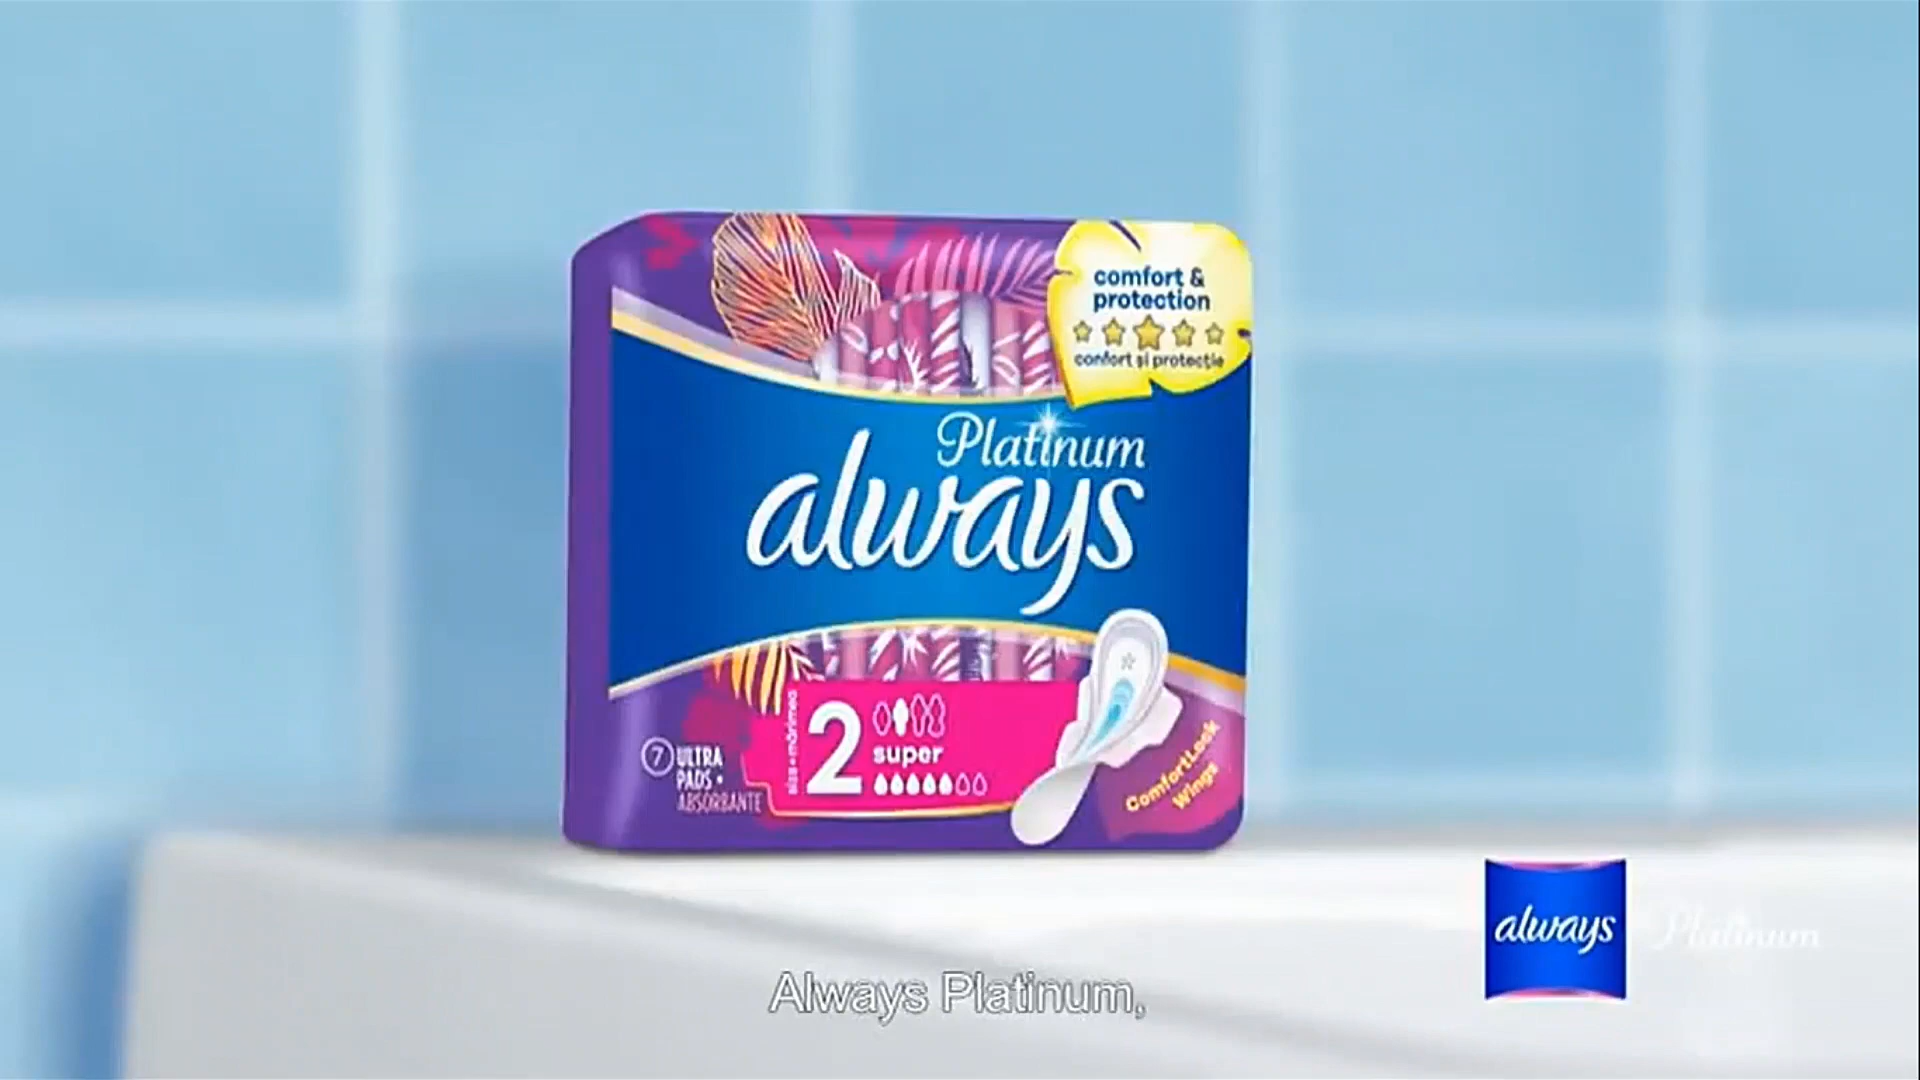 comfort &
protection
confort și protecție
Platinum
always
size • mărimea
2
super
7
ULTRA
PADS •
ABSORBANTE
ComfortLock
Wings
always
Platinum
Always Platinum,